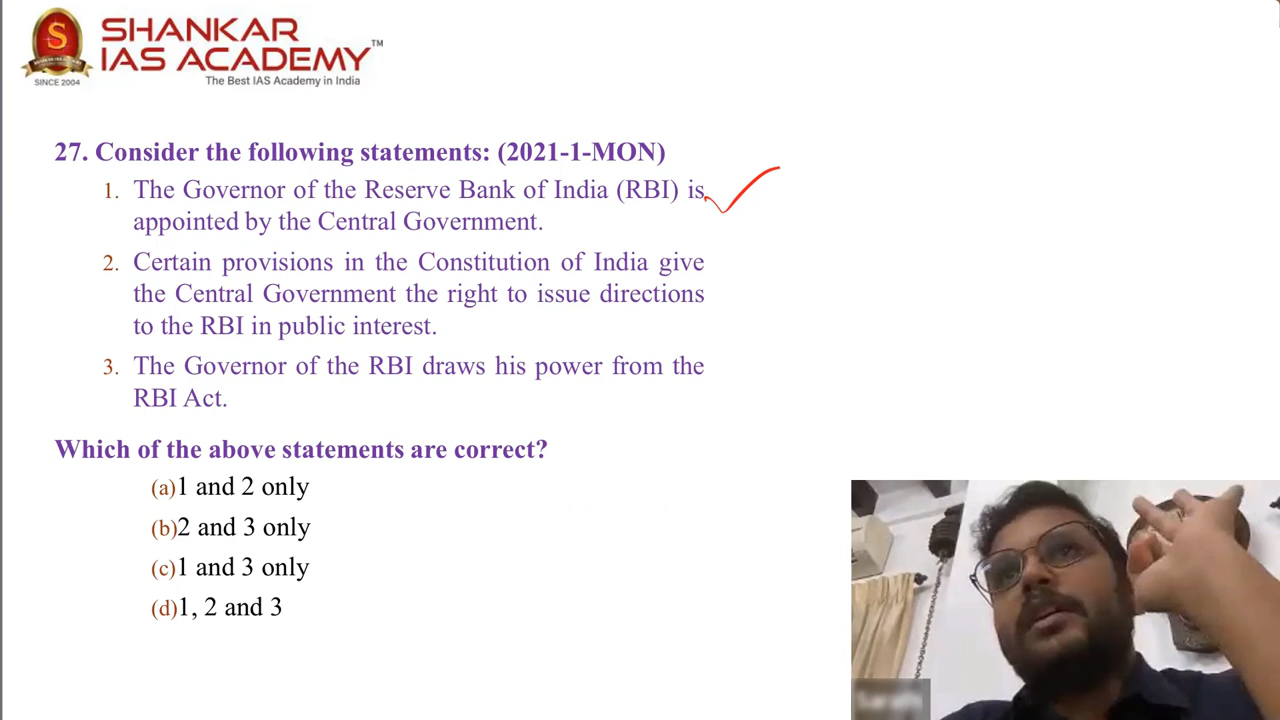 SHANKAR
IAS ACADEMY™
The Best IAS Academy in India
SINCE 2004
27. Consider the following statements: (2021-1-MON)
1. The Governor of the Reserve Bank of India (RBI) is
appointed by the Central Government.
2. Certain provisions in the Constitution of India give
the Central Government the right to issue directions
to the RBI in public interest.
3. The Governor of the RBI draws his power from the
RBI Act.
Which of the above statements are correct?
(a)1 and 2 only
(b)2 and 3 only
(c)1 and 3 only
(d)1, 2 and 3